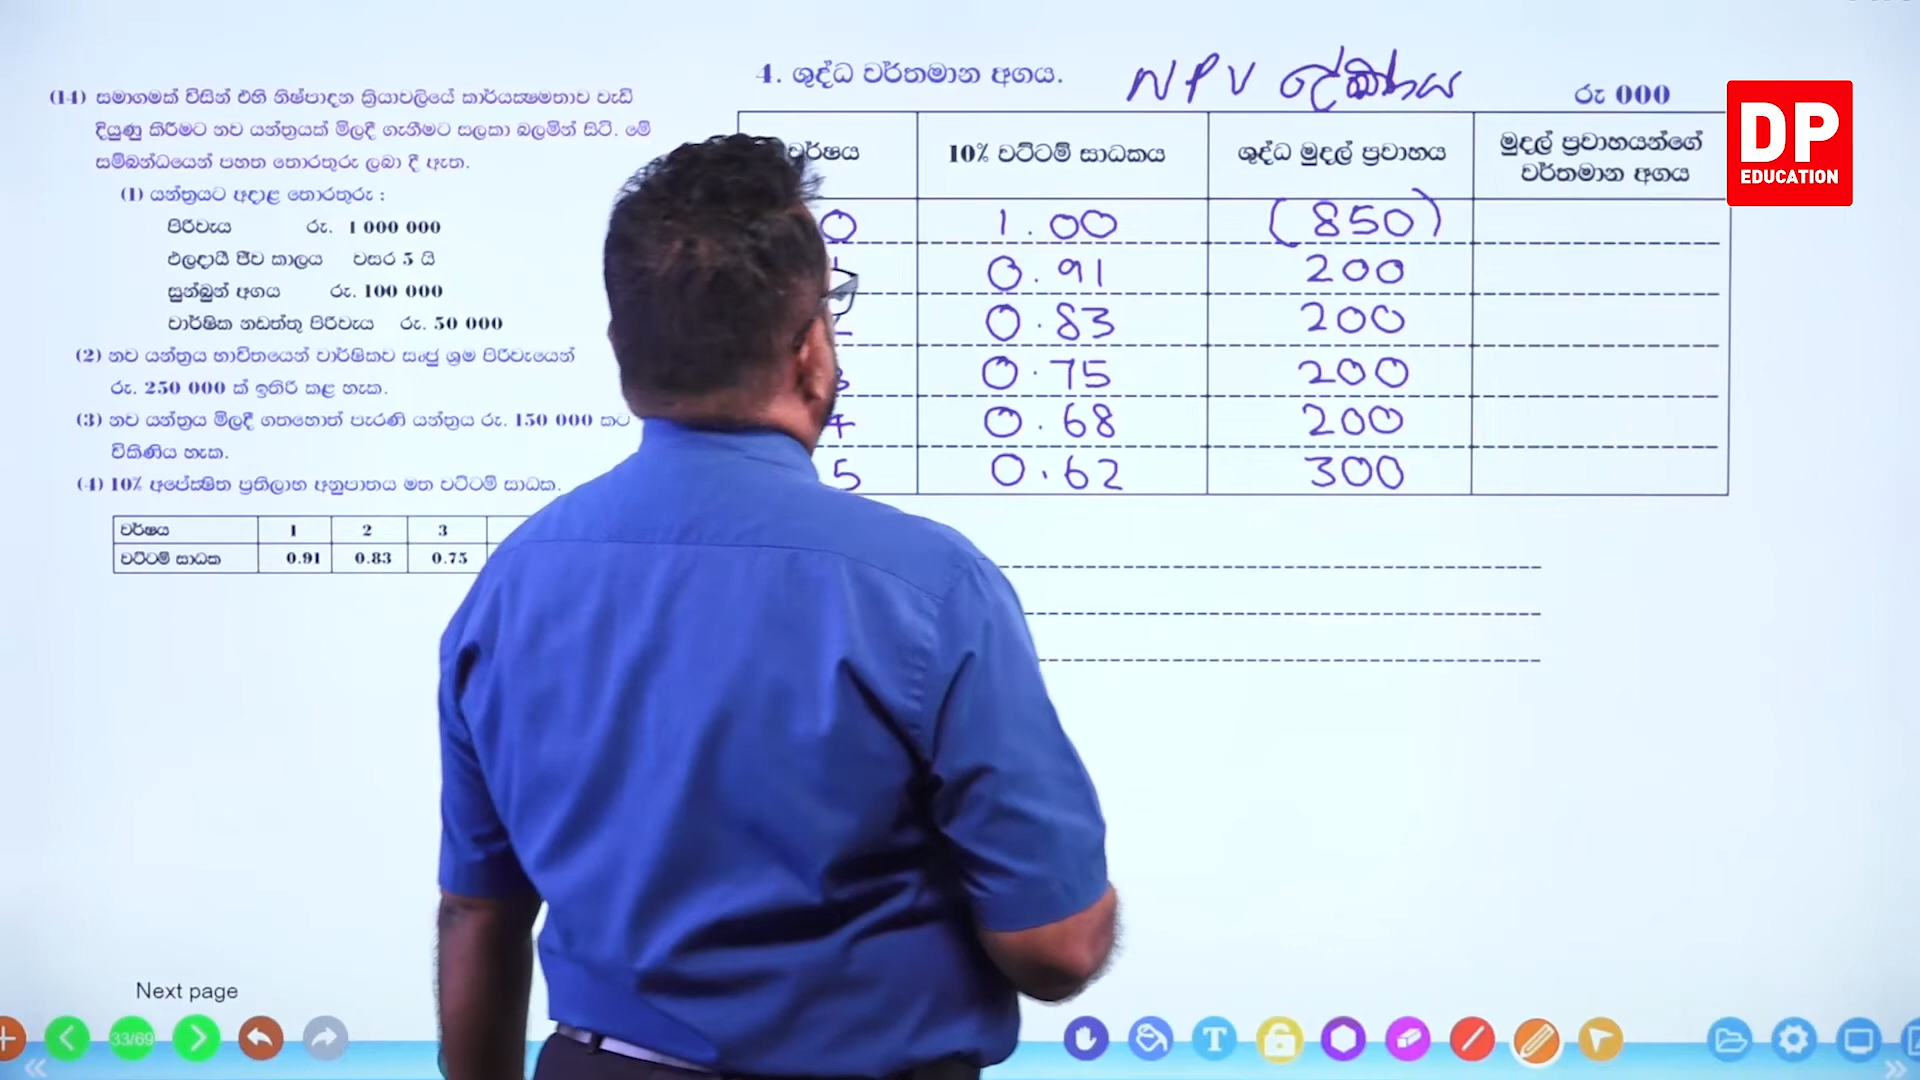 (14) සමාගමක් විසින් එහි නිෂ්පාදන ක්‍රියාවලියේ කාර්යක්ෂමතාව වැඩි
දියුණු කිරීමට නව යන්ත්‍රයක් මිලදී ගැනීමට සලකා බලමින් සිටී. මේ
සම්බන්ධයෙන් පහත තොරතුරු ලබා දී ඇත.
(1) යන්ත්‍රයට අදාළ තොරතුරු :
පිරිවැය රු. 1 000 000
ඵලදායී ජීව කාලය වසර 5 යි
සුන්බුන් අගය රු. 100 000
වාර්ෂික නඩත්තු පිරිවැය රු. 50 000
(2) නව යන්ත්‍රය භාවිතයෙන් වාර්ෂිකව සෘජු ශ්‍රම පිරිවැයෙන්
රු. 250 000 ක් ඉතිරි කළ හැක.
(3) නව යන්ත්‍රය මිලදී ගතහොත් පැරණි යන්ත්‍රය රු. 150 000 කට
විකිණිය හැක.
(4) 10% අපේක්ෂිත ප්‍රතිලාභ අනුපාතය මත වට්ටම් සාධක.
වර්ෂය 1 2 3
වට්ටම් සාධක 0.91 0.83 0.75
4. ශුද්ධ වර්තමාන අගය. NPV
රු 000
වර්ෂය 10% වට්ටම් සාධකය ශුද්ධ මුදල් ප්‍රවාහය මුදල් ප්‍රවාහයන්ගේ වර්තමාන අගය
0 1.00 (850)
0.91 200
0.83 200
3 0.75 200
4 0.68 200
5 0.62 300
DP
EDUCATION
Next page
33/69